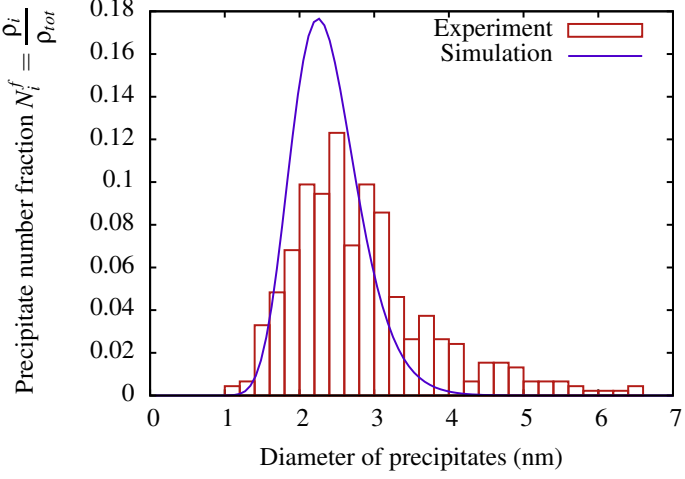 Precipitate number fraction N_i^f = ρ_i / ρ_tot
0.18
0.16
0.14
0.12
0.1
0.08
0.06
0.04
0.02
0
Experiment
Simulation
0 1 2 3 4 5 6 7
Diameter of precipitates (nm)